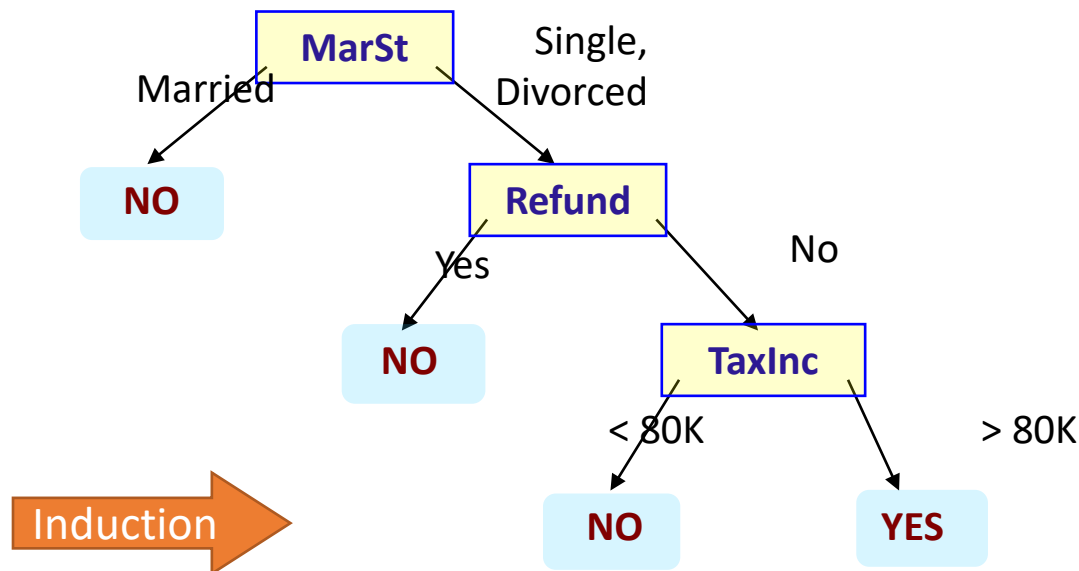 MarSt
Single,
Married
Divorced
NO
Refund
Yes
No
NO
TaxInc
< 80K
> 80K
Induction
NO
YES